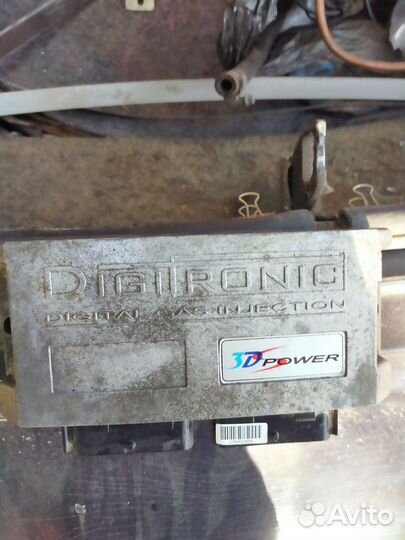 DIGITRONIC
DIGITAL GAS INJECTION
3D POWER
Avito